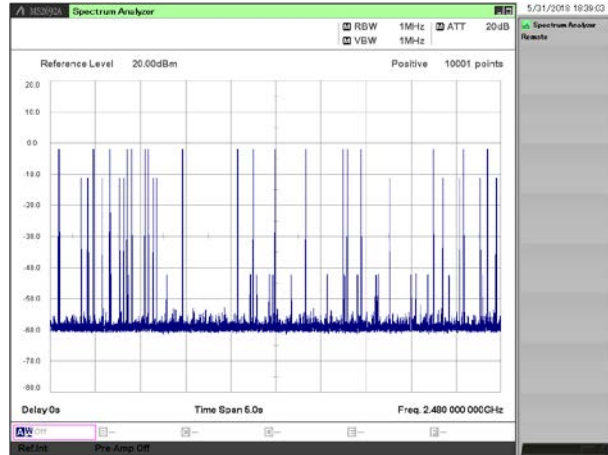 MS2692A Spectrum Analyzer
5/31/2018 18:39:03
RBW 1MHz ATT 20dB
VBW 1MHz
Spectrum Analyzer
Remote
Reference Level 20.00dBm Positive 10001 points
20.0
10.0
0.0
-10.0
-20.0
-30.0
-40.0
-50.0
-60.0
-70.0
-80.0
Delay 0s Time Span 5.0s Freq. 2.480 000 000GHz
Off
Ref.Int Pre-Amp Off